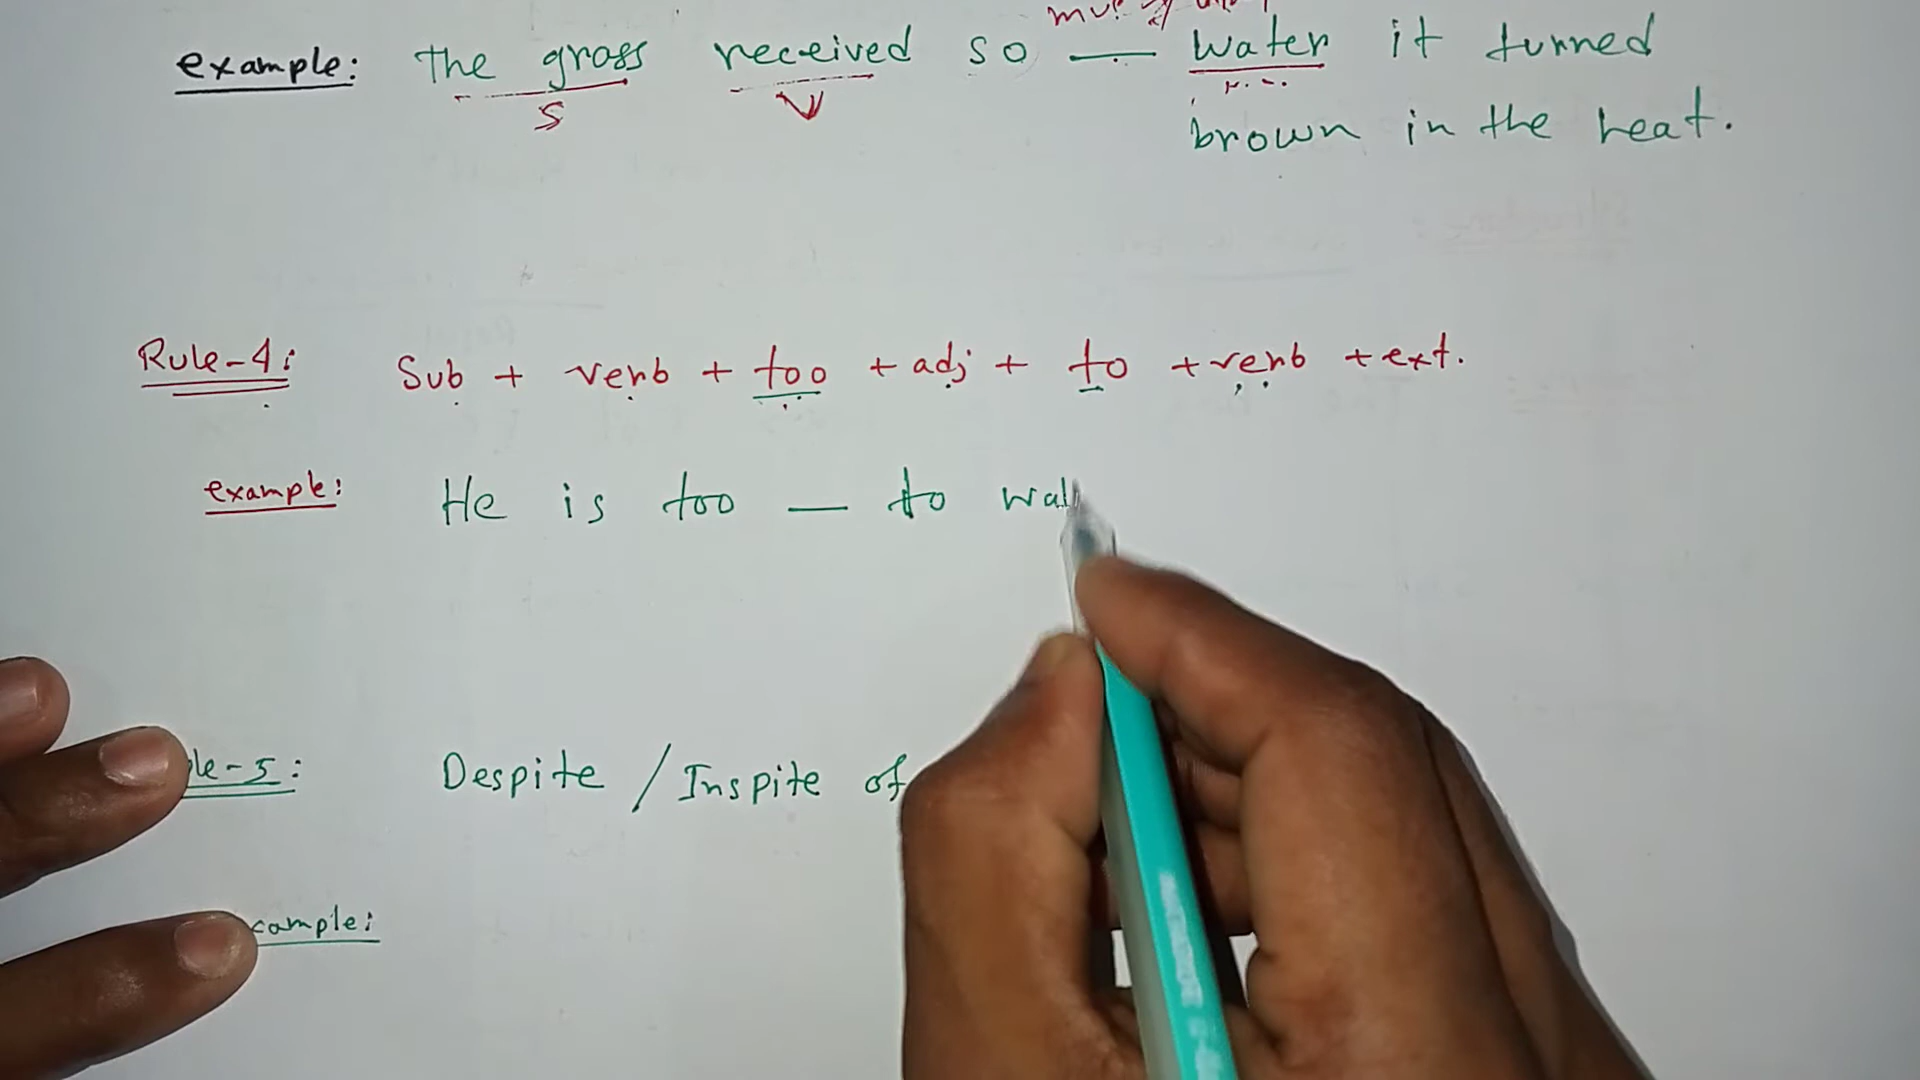 example: the grass received so — water it turned
brown in the heat.
Rule-4: Sub + verb + too + adj + to + verb + ext.
S
V
example: He is too — to wal
le-5: Despite / Inspite of
xample: